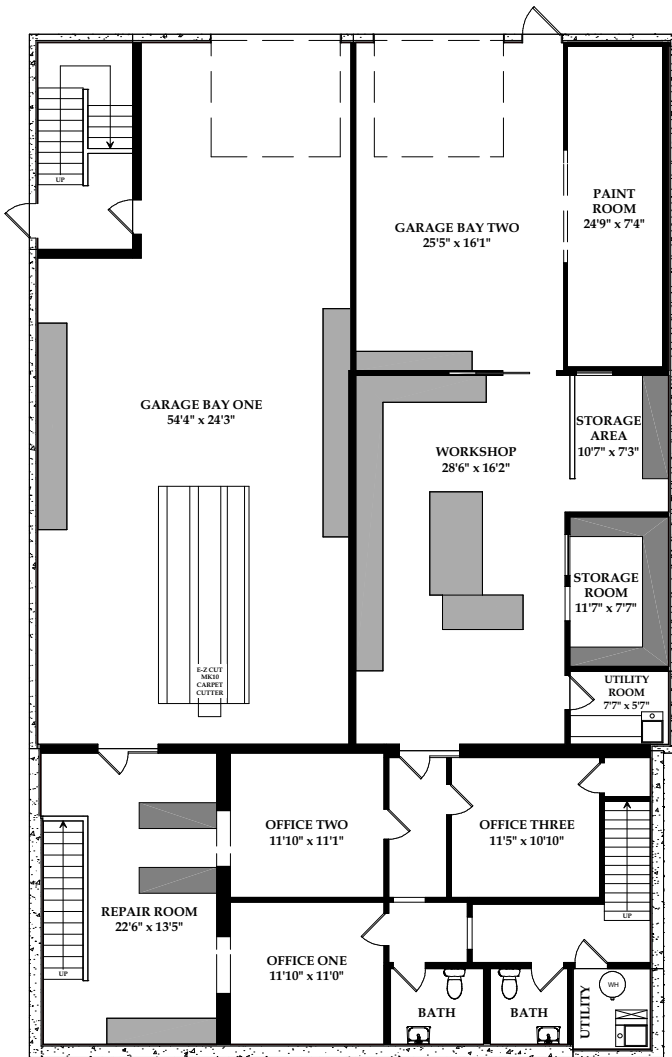 UP
PAINT
ROOM
24'9" x 7'4"
GARAGE BAY TWO
25'5" x 16'1"
GARAGE BAY ONE
54'4" x 24'3"
STORAGE
AREA
10'7" x 7'3"
WORKSHOP
28'6" x 16'2"
STORAGE
ROOM
11'7" x 7'7"
E-Z CUT
MK10
CARPET
CUTTER
UTILITY
ROOM
7'7" x 5'7"
OFFICE TWO
11'10" x 11'1"
OFFICE THREE
11'5" x 10'10"
REPAIR ROOM
22'6" x 13'5"
UP
UP
OFFICE ONE
11'10" x 11'0"
BATH
BATH
UTILITY
WH